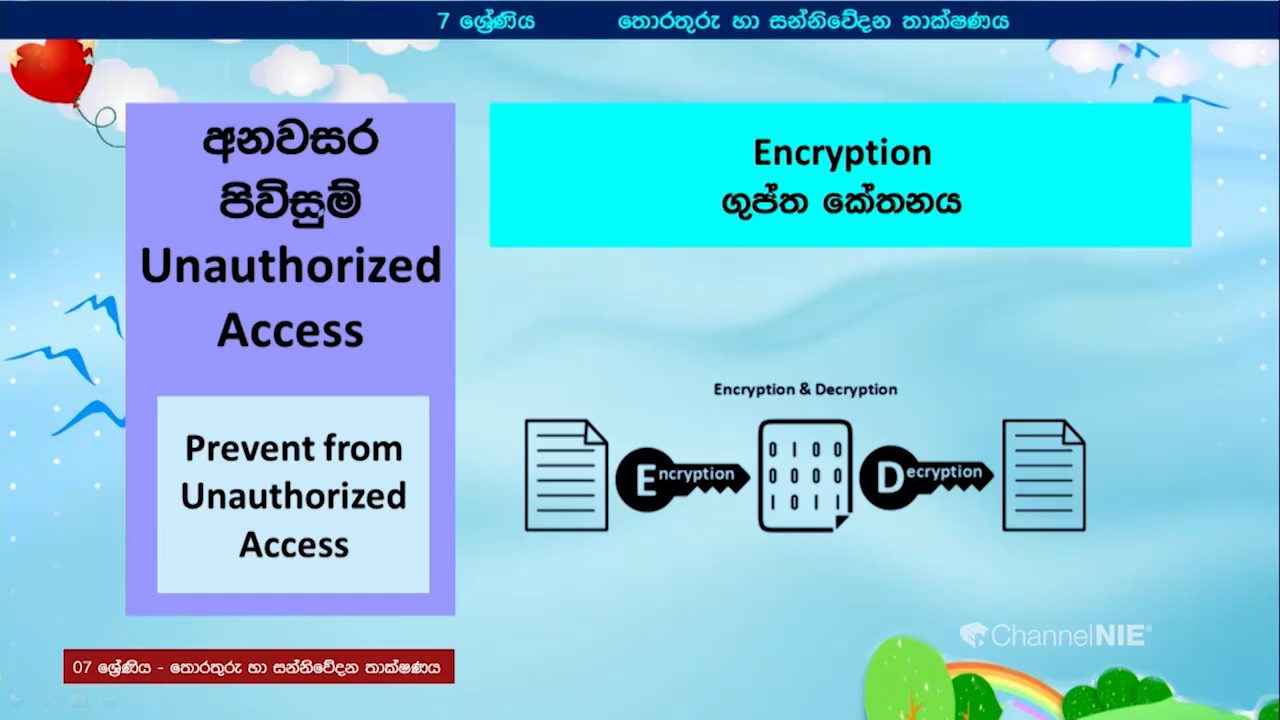 7 ශ්‍රේණිය තොරතුරු හා සන්නිවේදන තාක්ෂණය
අනවසර
පිවිසුම්
Unauthorized
Access
Prevent from
Unauthorized
Access
Encryption
ගුප්ත කේතනය
Encryption & Decryption
Encryption
0 1 0 0
0 0 0 0
1 0 1 1
Decryption
ChannelNIE
07 ශ්‍රේණිය - තොරතුරු හා සන්නිවේදන තාක්ෂණය